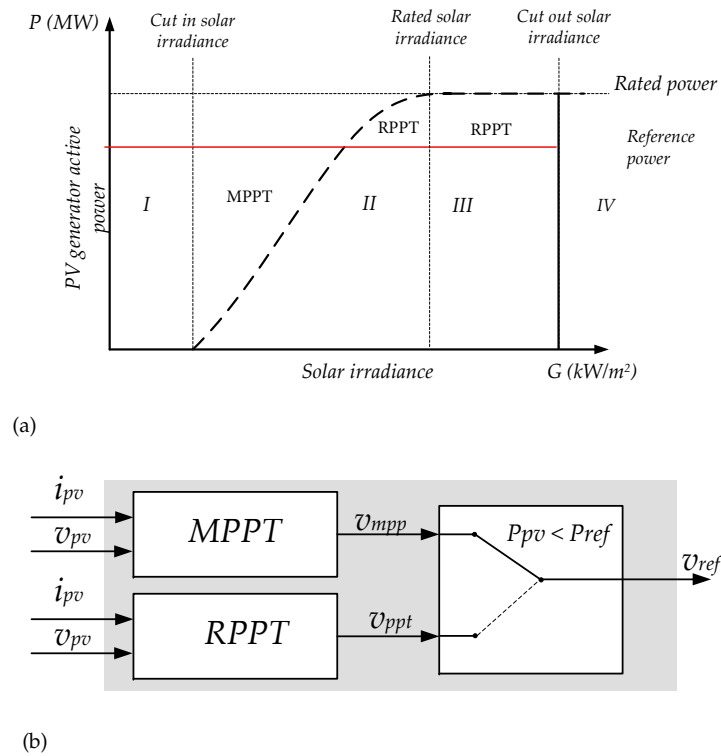 P (MW)
Cut in solar
irradiance
Rated solar
irradiance
Cut out solar
irradiance
Rated power
RPPT
RPPT
Reference
power
PV generator active
power
I
MPPT
II
III
IV
Solar irradiance
G (kW/m²)
(a)
ipv
vpv
MPPT
vmpp
Ppv < Pref
vref
ipv
vpv
RPPT
vppt
(b)